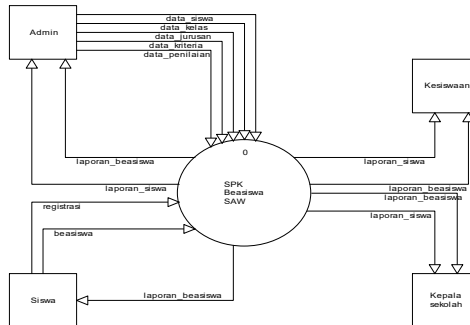 Admin
data_siswa
data_kelas
data_jurusan
data_kriteria
data_penilaian
Kesiswaan
0
laporan_beasiswa
laporan_siswa
laporan_siswa
SPK
Beasiswa
SAW
laporan_beasiswa
laporan_beasiswa
registrasi
laporan_siswa
beasiswa
Siswa
laporan_beasiswa
Kepala
sekolah